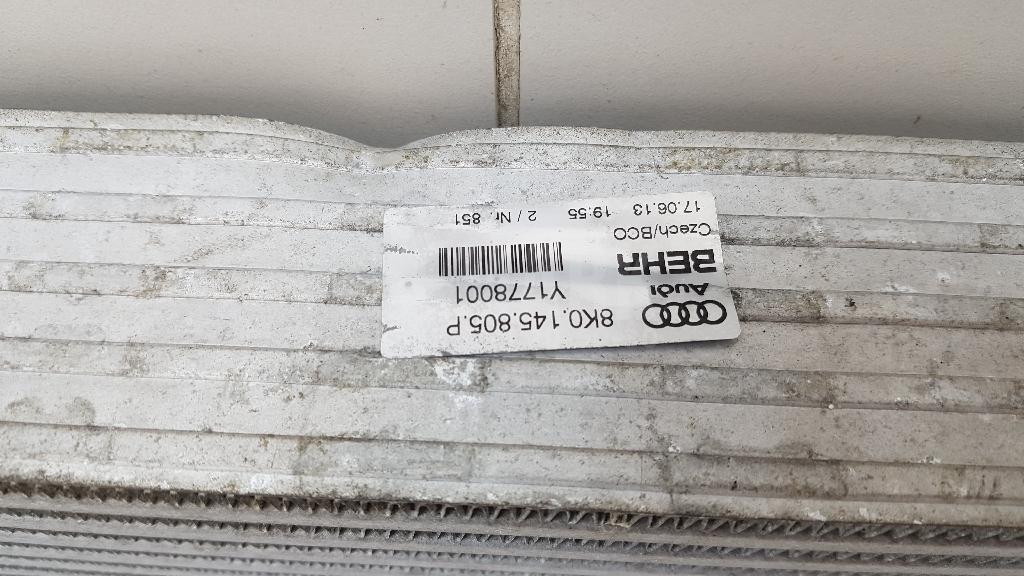 8K0.145.805.P
Audi
Y1778001
BEHR
Czech/BCO
17.06.13 19:55 2 / Nr. 851